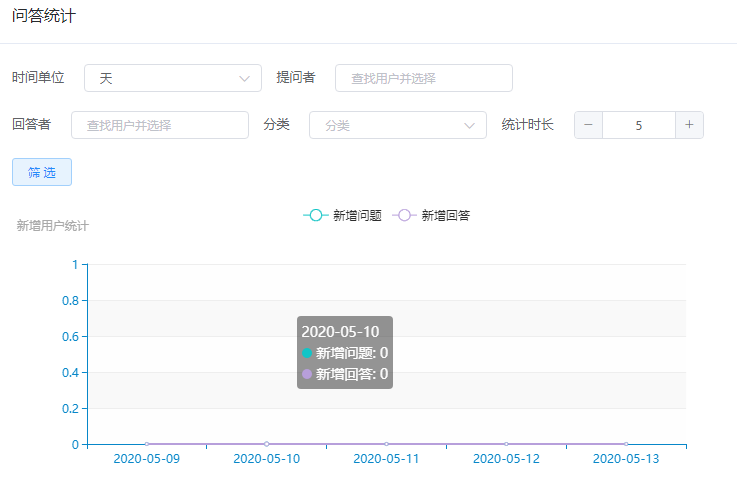 问答统计
时间单位 天 提问者 查找用户并选择
回答者 查找用户并选择 分类 分类 统计时长 − 5 +
筛 选
新增问题 新增回答
新增用户统计
1
0.8
0.6
0.4
0.2
0
2020-05-10
新增问题: 0
新增回答: 0
2020-05-09 2020-05-10 2020-05-11 2020-05-12 2020-05-13